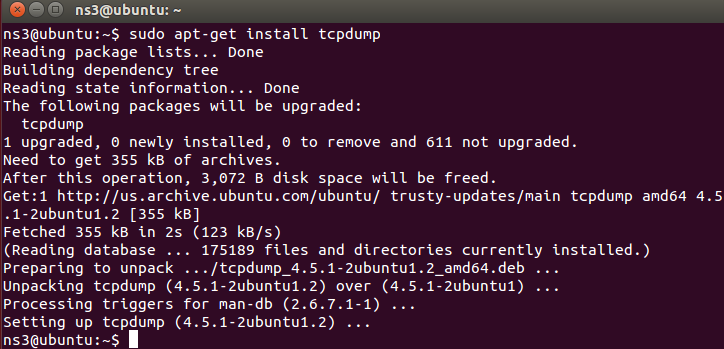 ns3@ubuntu: ~
ns3@ubuntu:~$ sudo apt-get install tcpdump
Reading package lists... Done
Building dependency tree
Reading state information... Done
The following packages will be upgraded:
  tcpdump
1 upgraded, 0 newly installed, 0 to remove and 611 not upgraded.
Need to get 355 kB of archives.
After this operation, 3,072 B disk space will be freed.
Get:1 http://us.archive.ubuntu.com/ubuntu/ trusty-updates/main tcpdump amd64 4.5
.1-2ubuntu1.2 [355 kB]
Fetched 355 kB in 2s (123 kB/s)
(Reading database ... 175189 files and directories currently installed.)
Preparing to unpack .../tcpdump_4.5.1-2ubuntu1.2_amd64.deb ...
Unpacking tcpdump (4.5.1-2ubuntu1.2) over (4.5.1-2ubuntu1) ...
Processing triggers for man-db (2.6.7.1-1) ...
Setting up tcpdump (4.5.1-2ubuntu1.2) ...
ns3@ubuntu:~$